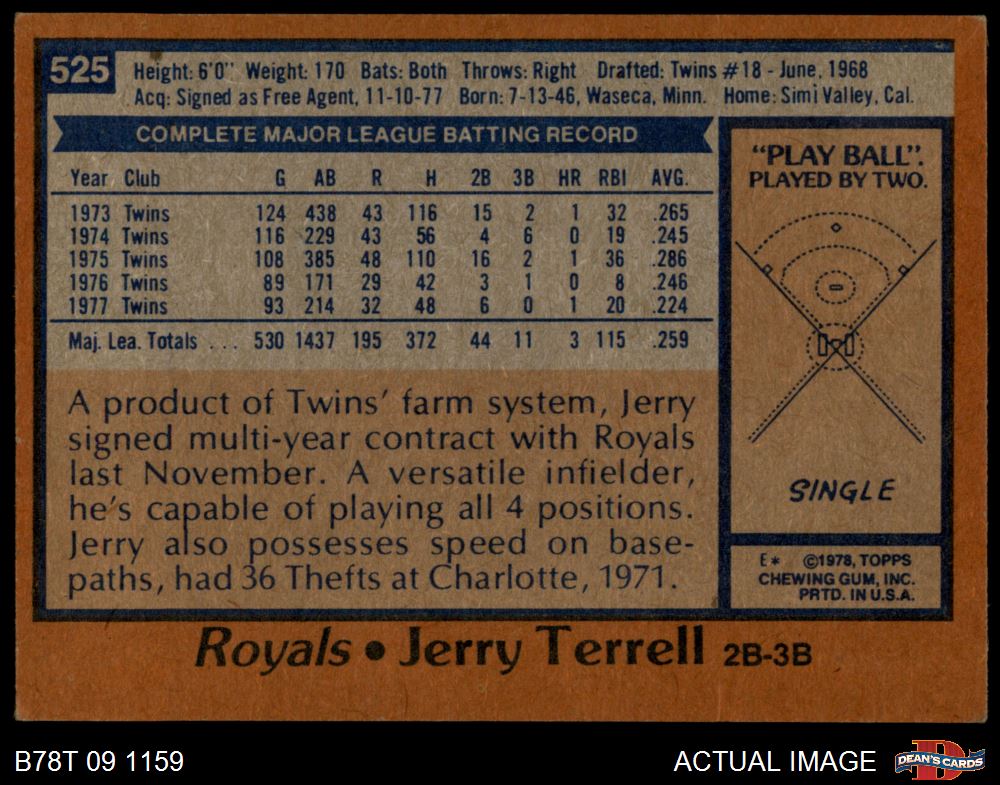 525
Height: 6'0" Weight: 170 Bats: Both Throws: Right Drafted: Twins #18 - June, 1968
Acq: Signed as Free Agent, 11-10-77 Born: 7-13-46, Waseca, Minn. Home: Simi Valley, Cal.
COMPLETE MAJOR LEAGUE BATTING RECORD
Year Club G AB R H 2B 3B HR RBI AVG.
1973 Twins 124 438 43 116 15 2 1 32 .265
1974 Twins 116 229 43 56 4 6 0 19 .245
1975 Twins 108 385 48 110 16 2 1 36 .286
1976 Twins 89 171 29 42 3 1 0 8 .246
1977 Twins 93 214 32 48 6 0 1 20 .224
Maj. Lea. Totals . . . 530 1437 195 372 44 11 3 115 .259
A product of Twins' farm system, Jerry
signed multi-year contract with Royals
last November. A versatile infielder,
he's capable of playing all 4 positions.
Jerry also possesses speed on base-
paths, had 36 Thefts at Charlotte, 1971.
"PLAY BALL".
PLAYED BY TWO.
SINGLE
E* ©1978, TOPPS
CHEWING GUM, INC.
PRTD. IN U.S.A.
Royals • Jerry Terrell 2B-3B
B78T 09 1159
ACTUAL IMAGE
D
DEAN'S CARDS